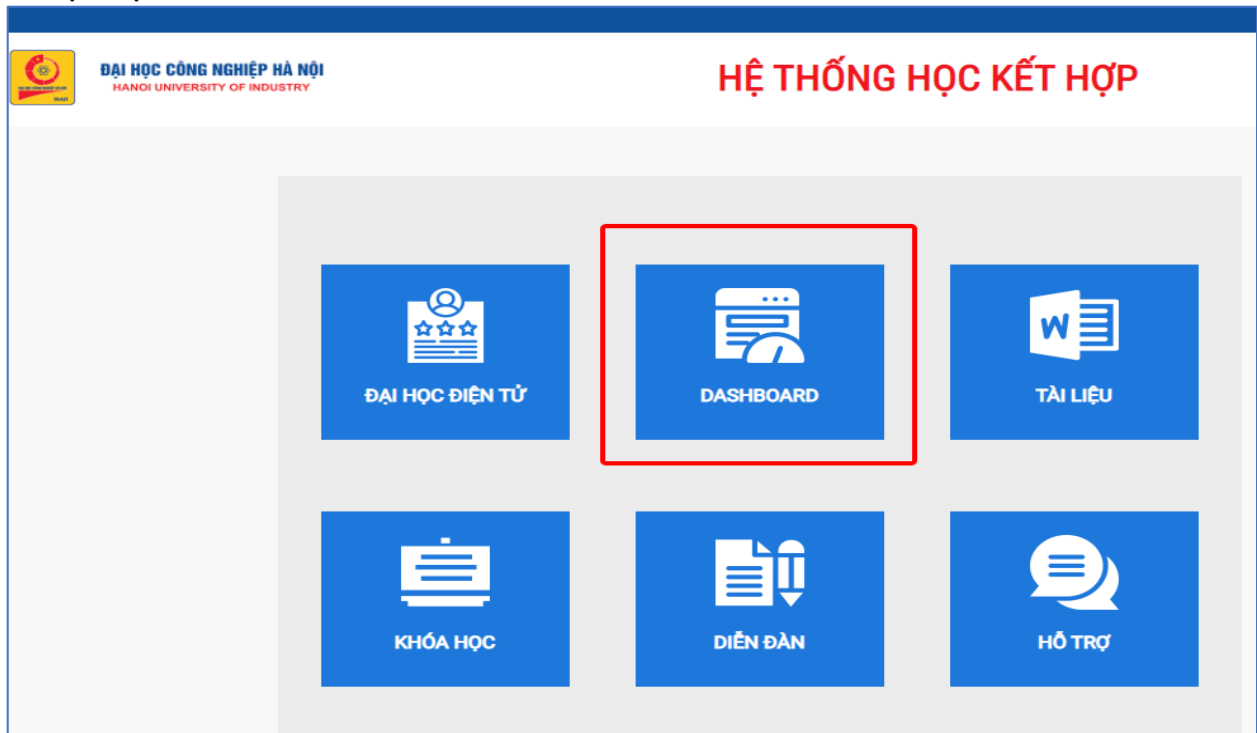 ĐẠI HỌC CÔNG NGHIỆP HÀ NỘI
HANOI UNIVERSITY OF INDUSTRY
HỆ THỐNG HỌC KẾT HỢP
ĐẠI HỌC ĐIỆN TỬ
DASHBOARD
W
TÀI LIỆU
KHÓA HỌC
DIỄN ĐÀN
HỖ TRỢ